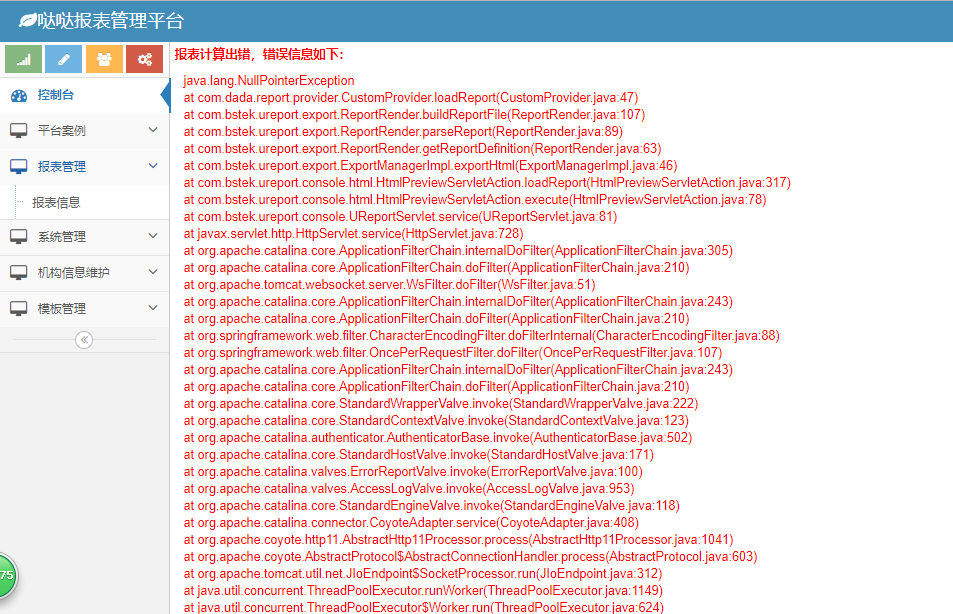 哒哒报表管理平台
控制台
平台案例
报表管理
报表信息
系统管理
机构信息维护
模板管理
75
报表计算出错，错误信息如下：
java.lang.NullPointerException
at com.dada.report.provider.CustomProvider.loadReport(CustomProvider.java:47)
at com.bstek.ureport.export.ReportRender.buildReportFile(ReportRender.java:107)
at com.bstek.ureport.export.ReportRender.parseReport(ReportRender.java:89)
at com.bstek.ureport.export.ReportRender.getReportDefinition(ReportRender.java:63)
at com.bstek.ureport.export.ExportManagerImpl.exportHtml(ExportManagerImpl.java:46)
at com.bstek.ureport.console.html.HtmlPreviewServletAction.loadReport(HtmlPreviewServletAction.java:317)
at com.bstek.ureport.console.html.HtmlPreviewServletAction.execute(HtmlPreviewServletAction.java:78)
at com.bstek.ureport.console.UReportServlet.service(UReportServlet.java:81)
at javax.servlet.http.HttpServlet.service(HttpServlet.java:728)
at org.apache.catalina.core.ApplicationFilterChain.internalDoFilter(ApplicationFilterChain.java:305)
at org.apache.catalina.core.ApplicationFilterChain.doFilter(ApplicationFilterChain.java:210)
at org.apache.tomcat.websocket.server.WsFilter.doFilter(WsFilter.java:51)
at org.apache.catalina.core.ApplicationFilterChain.internalDoFilter(ApplicationFilterChain.java:243)
at org.apache.catalina.core.ApplicationFilterChain.doFilter(ApplicationFilterChain.java:210)
at org.springframework.web.filter.CharacterEncodingFilter.doFilterInternal(CharacterEncodingFilter.java:88)
at org.springframework.web.filter.OncePerRequestFilter.doFilter(OncePerRequestFilter.java:107)
at org.apache.catalina.core.ApplicationFilterChain.internalDoFilter(ApplicationFilterChain.java:243)
at org.apache.catalina.core.ApplicationFilterChain.doFilter(ApplicationFilterChain.java:210)
at org.apache.catalina.core.StandardWrapperValve.invoke(StandardWrapperValve.java:222)
at org.apache.catalina.core.StandardContextValve.invoke(StandardContextValve.java:123)
at org.apache.catalina.authenticator.AuthenticatorBase.invoke(AuthenticatorBase.java:502)
at org.apache.catalina.core.StandardHostValve.invoke(StandardHostValve.java:171)
at org.apache.catalina.valves.ErrorReportValve.invoke(ErrorReportValve.java:100)
at org.apache.catalina.valves.AccessLogValve.invoke(AccessLogValve.java:953)
at org.apache.catalina.core.StandardEngineValve.invoke(StandardEngineValve.java:118)
at org.apache.catalina.connector.CoyoteAdapter.service(CoyoteAdapter.java:408)
at org.apache.coyote.http11.AbstractHttp11Processor.process(AbstractHttp11Processor.java:1041)
at org.apache.coyote.AbstractProtocol$AbstractConnectionHandler.process(AbstractProtocol.java:603)
at org.apache.tomcat.util.net.JIoEndpoint$SocketProcessor.run(JIoEndpoint.java:312)
at java.util.concurrent.ThreadPoolExecutor.runWorker(ThreadPoolExecutor.java:1149)
at java.util.concurrent.ThreadPoolExecutor$Worker.run(ThreadPoolExecutor.java:624)